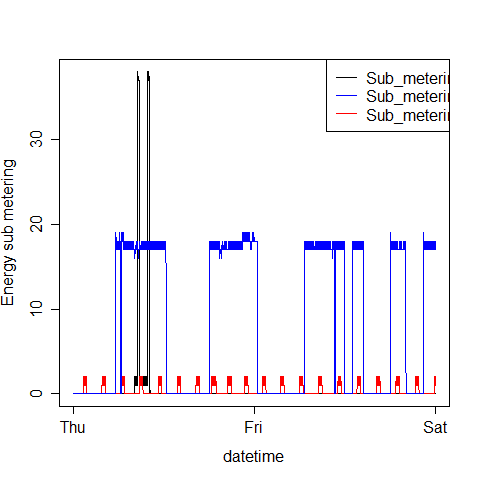 Sub_meterin
Sub_meterin
Sub_meterin
Energy sub metering
30
20
10
0
Thu
Fri
Sat
datetime